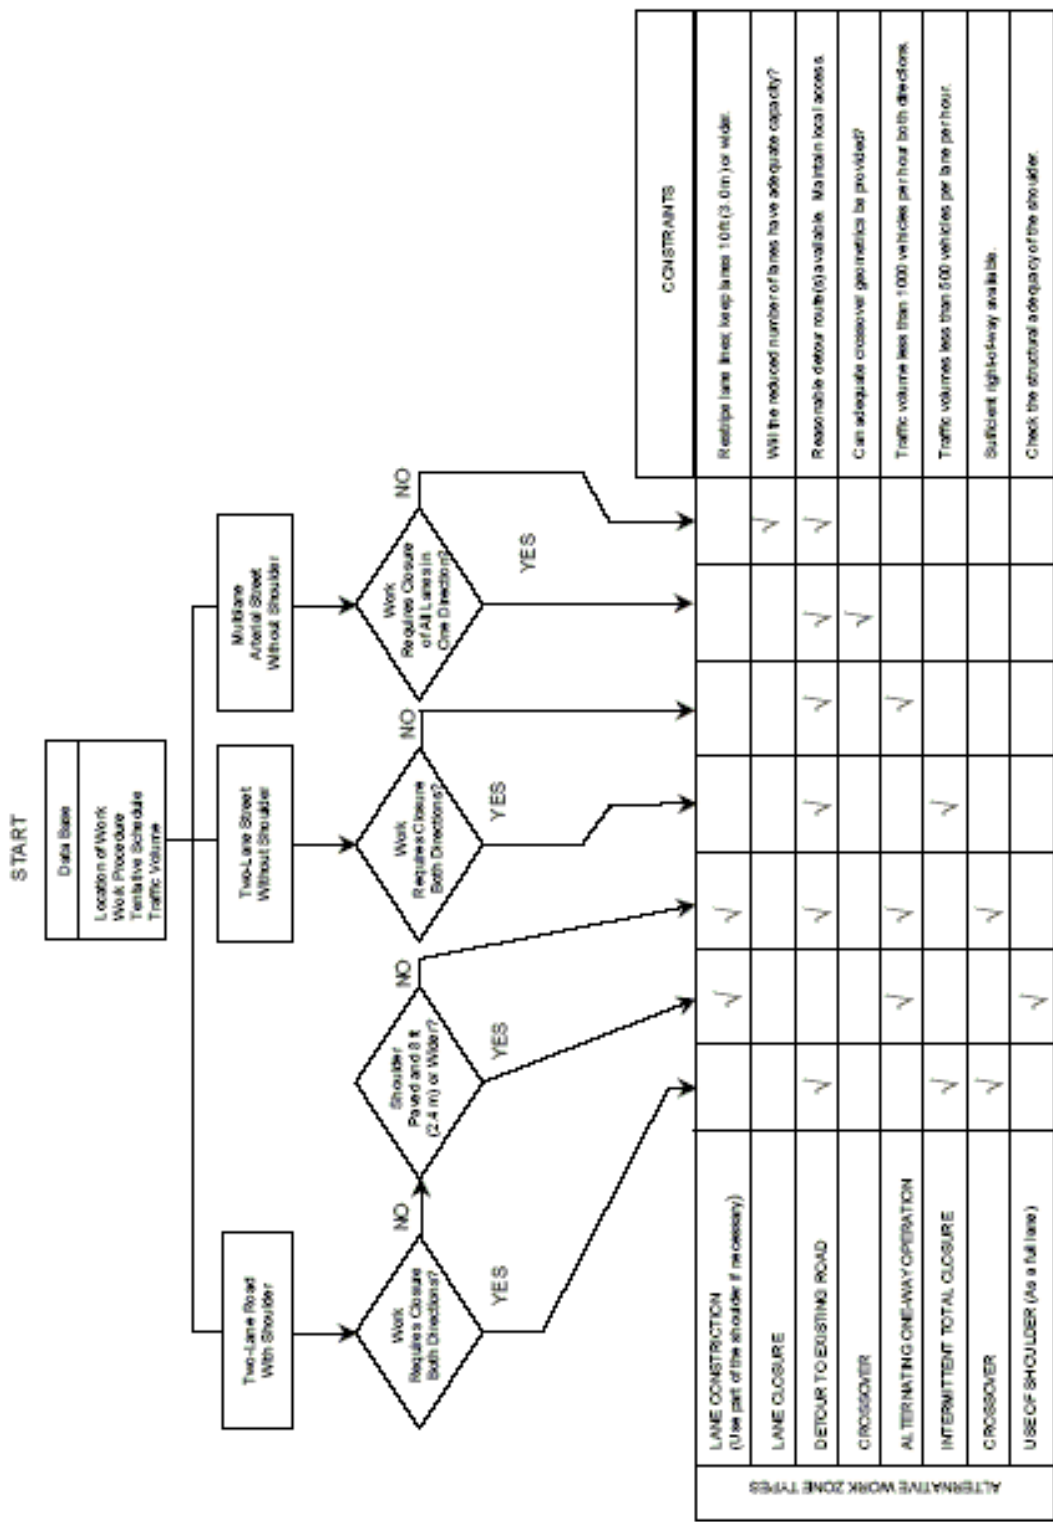 START
Data Base
Location of Work
Work Procedure
Tentative Schedule
Traffic Volume
Two-Lane Road
With Shoulder
Two-Lane Street
Without Shoulder
Multilane
Arterial Street
Without Shoulder
Work
Requires Closure
Both Directions?
NO
YES
Shoulder
Paved and 8 ft
(2.4 m) or Wider?
NO
YES
Work
Requires Closure
Both Directions?
NO
YES
Work
Requires Closure
of All Lanes in
One Direction?
NO
YES
ALTERNATIVE WORK ZONE TYPES
CONSTRAINTS
LANE CONSTRICTION
(Use part of the shoulder if necessary)
√ √
Restripe lane lines; keep lanes 10 ft (3.0 m) or wider.
LANE CLOSURE
√
Will the reduced number of lanes have adequate capacity?
DETOUR TO EXISTING ROAD
√ √ √ √ √ √
Reasonable detour route(s) available. Maintain local access.
CROSSOVER
√
Can adequate crossover geometrics be provided?
ALTERNATING ONE-WAY OPERATION
√ √ √
Traffic volume less than 1000 vehicles per hour both directions.
INTERMITTENT TOTAL CLOSURE
√ √
Traffic volumes less than 500 vehicles per lane per hour.
CROSSOVER
√ √
Sufficient right-of-way available.
USE OF SHOULDER (As a full lane)
√
Check the structural adequacy of the shoulder.